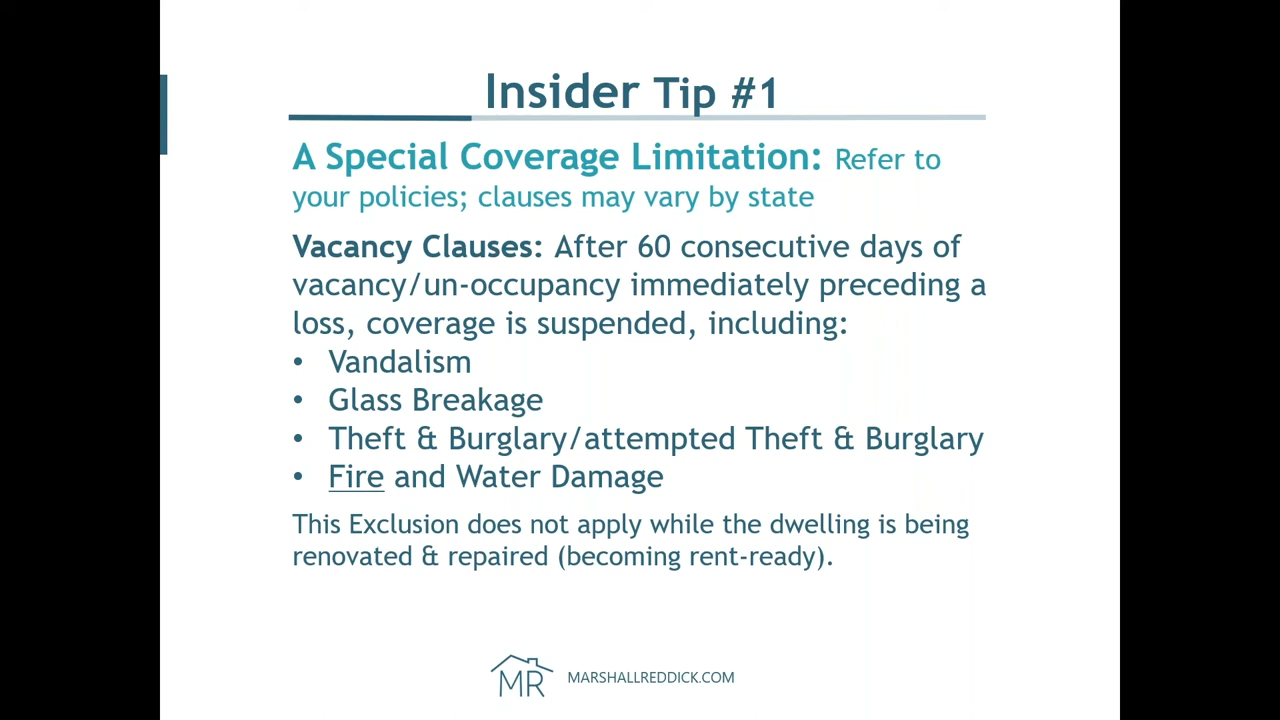 Insider Tip #1
A Special Coverage Limitation: Refer to
your policies; clauses may vary by state
Vacancy Clauses: After 60 consecutive days of
vacancy/un-occupancy immediately preceding a
loss, coverage is suspended, including:
• Vandalism
• Glass Breakage
• Theft & Burglary/attempted Theft & Burglary
• Fire and Water Damage
This Exclusion does not apply while the dwelling is being
renovated & repaired (becoming rent-ready).
MR MARSHALLREDDICK.COM